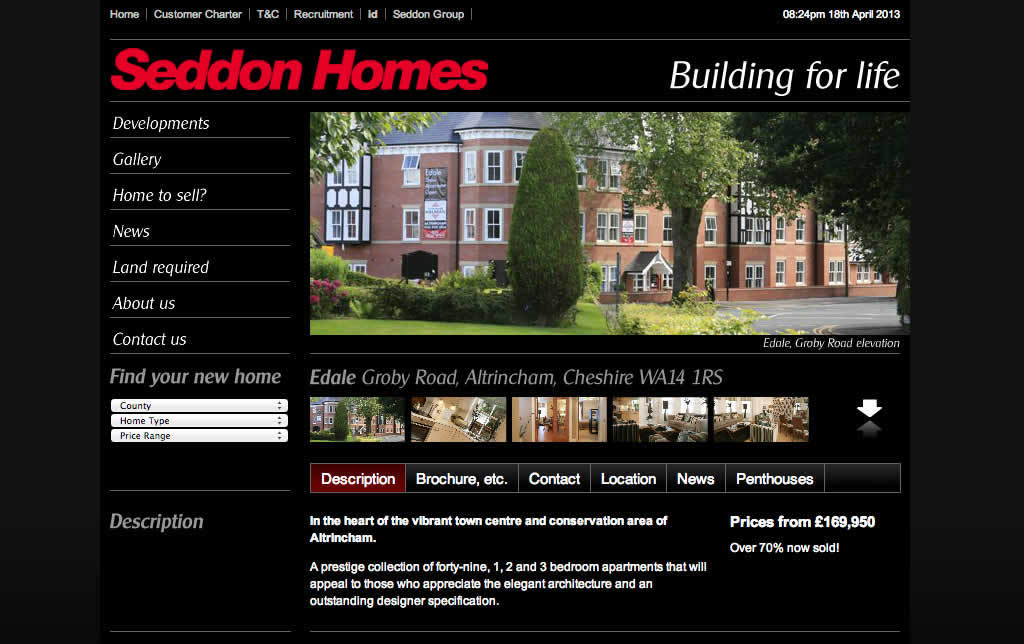 Home | Customer Charter | T&C | Recruitment | Id | Seddon Group |
08:24pm 18th April 2013
Seddon Homes
Building for life
Developments
Gallery
Home to sell?
News
Land required
About us
Contact us
Edale
Edale, Groby Road elevation
Find your new home
County
Home Type
Price Range
Edale Groby Road, Altrincham, Cheshire WA14 1RS
Description
Brochure, etc.
Contact
Location
News
Penthouses
Description
In the heart of the vibrant town centre and conservation area of
Altrincham.
A prestige collection of forty-nine, 1, 2 and 3 bedroom apartments that will
appeal to those who appreciate the elegant architecture and an
outstanding designer specification.
Prices from £169,950
Over 70% now sold!